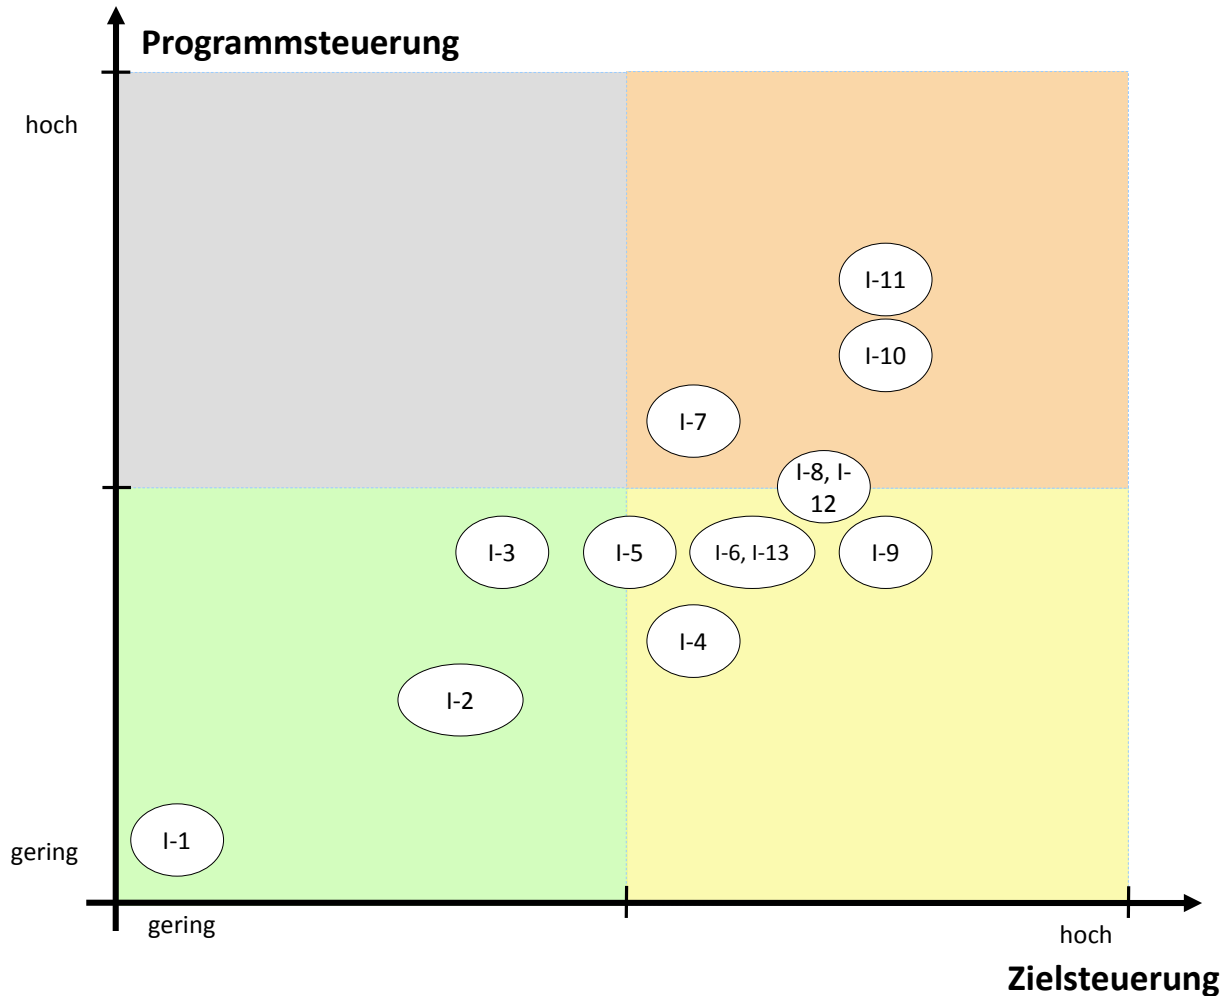 Programmsteuerung
hoch
I-11
I-10
I-7
I-8, I-
12
I-3
I-5
I-6, I-13
I-9
I-4
I-2
I-1
gering
gering
hoch
Zielsteuerung